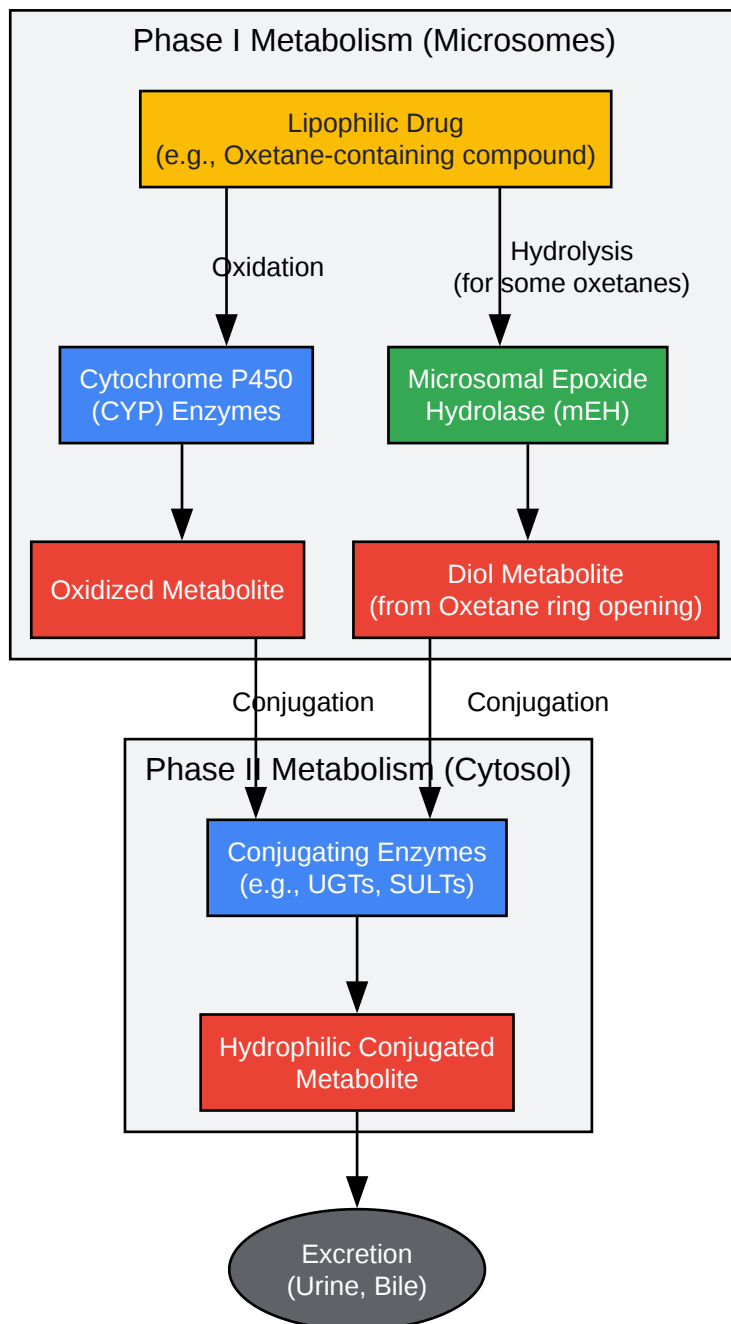 Phase I Metabolism (Microsomes)
Lipophilic Drug
(e.g., Oxetane-containing compound)
Oxidation
Hydrolysis
(for some oxetanes)
Cytochrome P450
(CYP) Enzymes
Microsomal Epoxide
Hydrolase (mEH)
Oxidized Metabolite
Diol Metabolite
(from Oxetane ring opening)
Conjugation
Conjugation
Phase II Metabolism (Cytosol)
Conjugating Enzymes
(e.g., UGTs, SULTs)
Hydrophilic Conjugated
Metabolite
Excretion
(Urine, Bile)